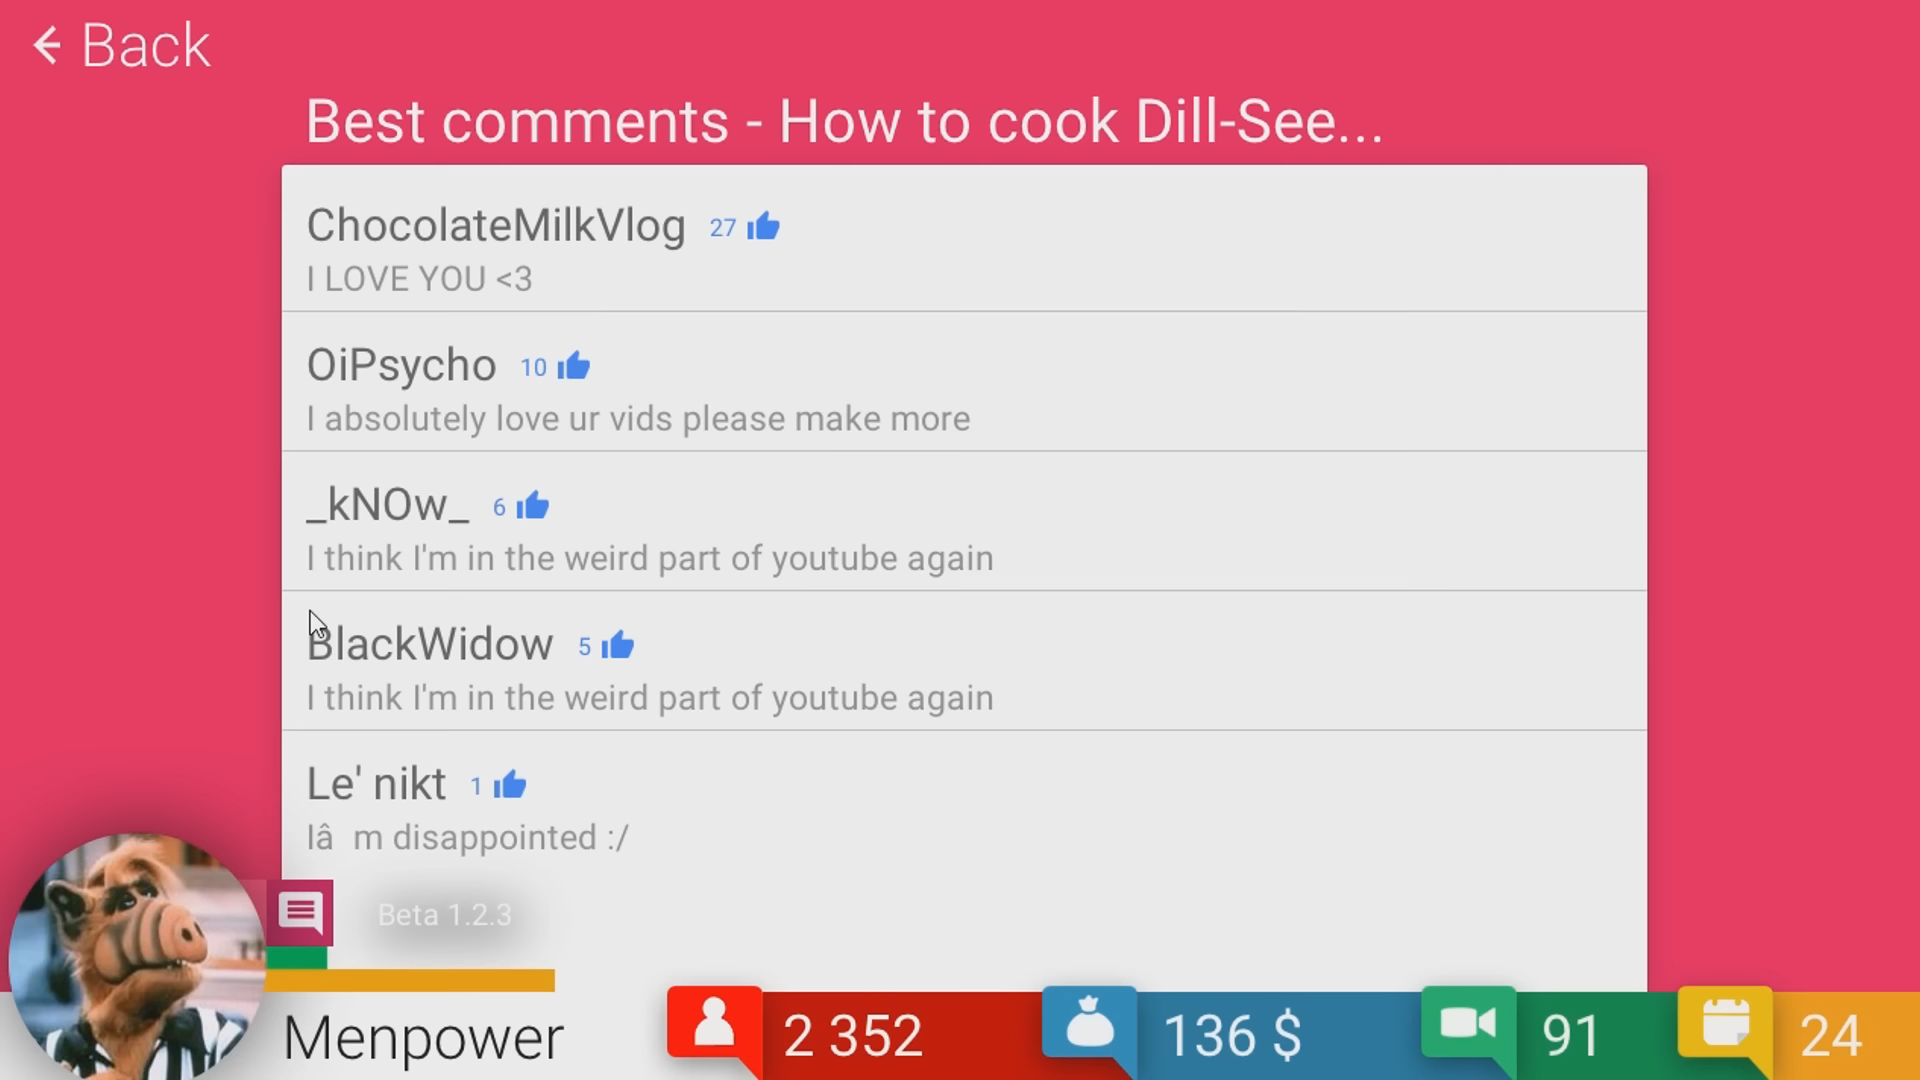 Back
Best comments - How to cook Dill-See...
ChocolateMilkVlog 27
I LOVE YOU <3
OiPsycho 10
I absolutely love ur vids please make more
_kNOw_ 6
I think I'm in the weird part of youtube again
BlackWidow 5
I think I'm in the weird part of youtube again
Le' nikt 1
Iâ  m disappointed :/
Beta 1.2.3
Menpower 2 352 136 $ 91 24